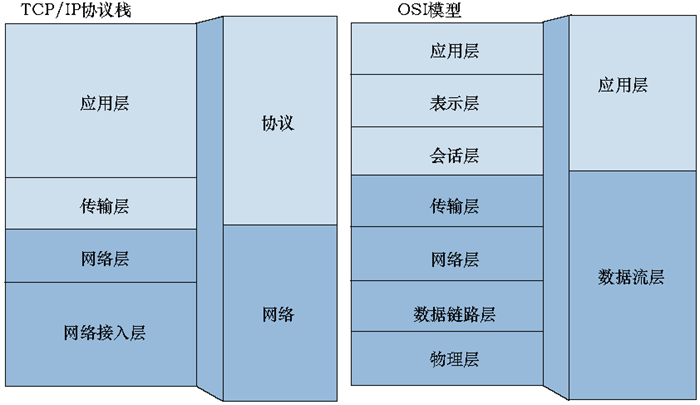 TCP/IP协议栈
应用层
传输层
网络层
网络接入层
协议
网络
OSI模型
应用层
表示层
会话层
传输层
网络层
数据链路层
物理层
应用层
数据流层